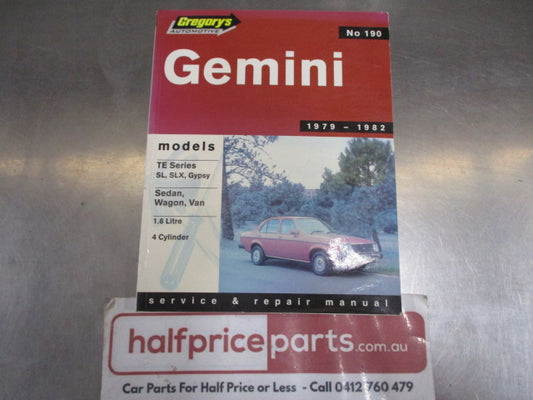 Gregory's
AUTOMOTIVE
No 190
Gemini
1979 - 1982
models
TE Series
SL, SLX, Gypsy
Sedan,
Wagon, Van
1.6 Litre
4 Cylinder
service & repair manual
halfpriceparts.com.au
Car Parts For Half Price or Less - Call 0412 760 479